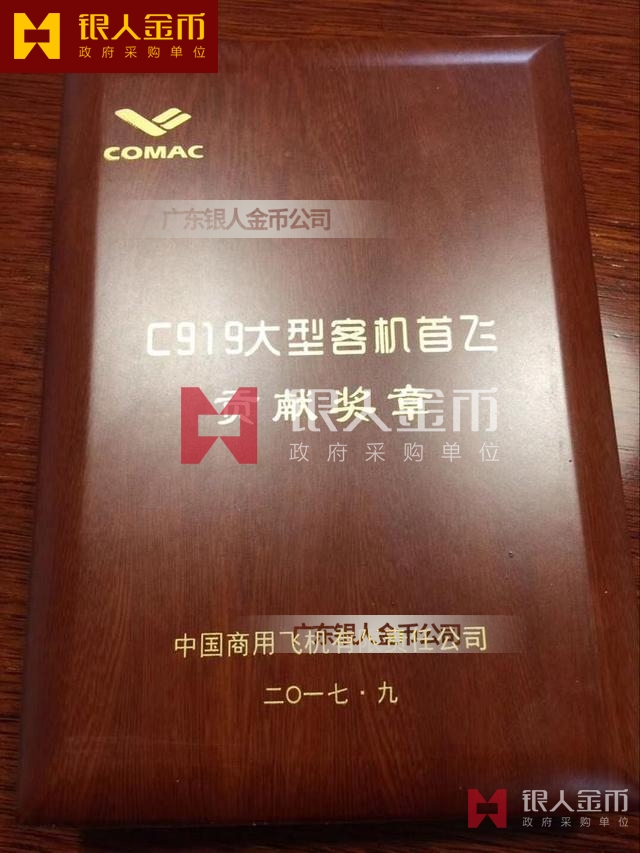 银人金币
政府采购单位
COMAC
广东银人金币公司
C919大型客机首飞
贡献奖章
银人金币
政府采购单位
广东银人金币公司
中国商用飞机有限责任公司
二〇一七·九
银人金币
政府采购单位